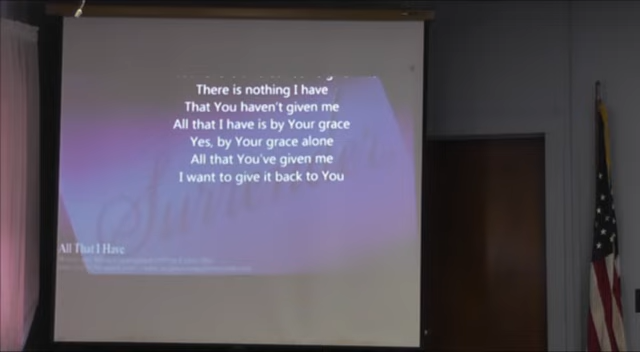 There is nothing I have
That You haven't given me
All that I have is by Your grace
Yes, by Your grace alone
All that You've given me
I want to give it back to You
Surrender
All That I Have